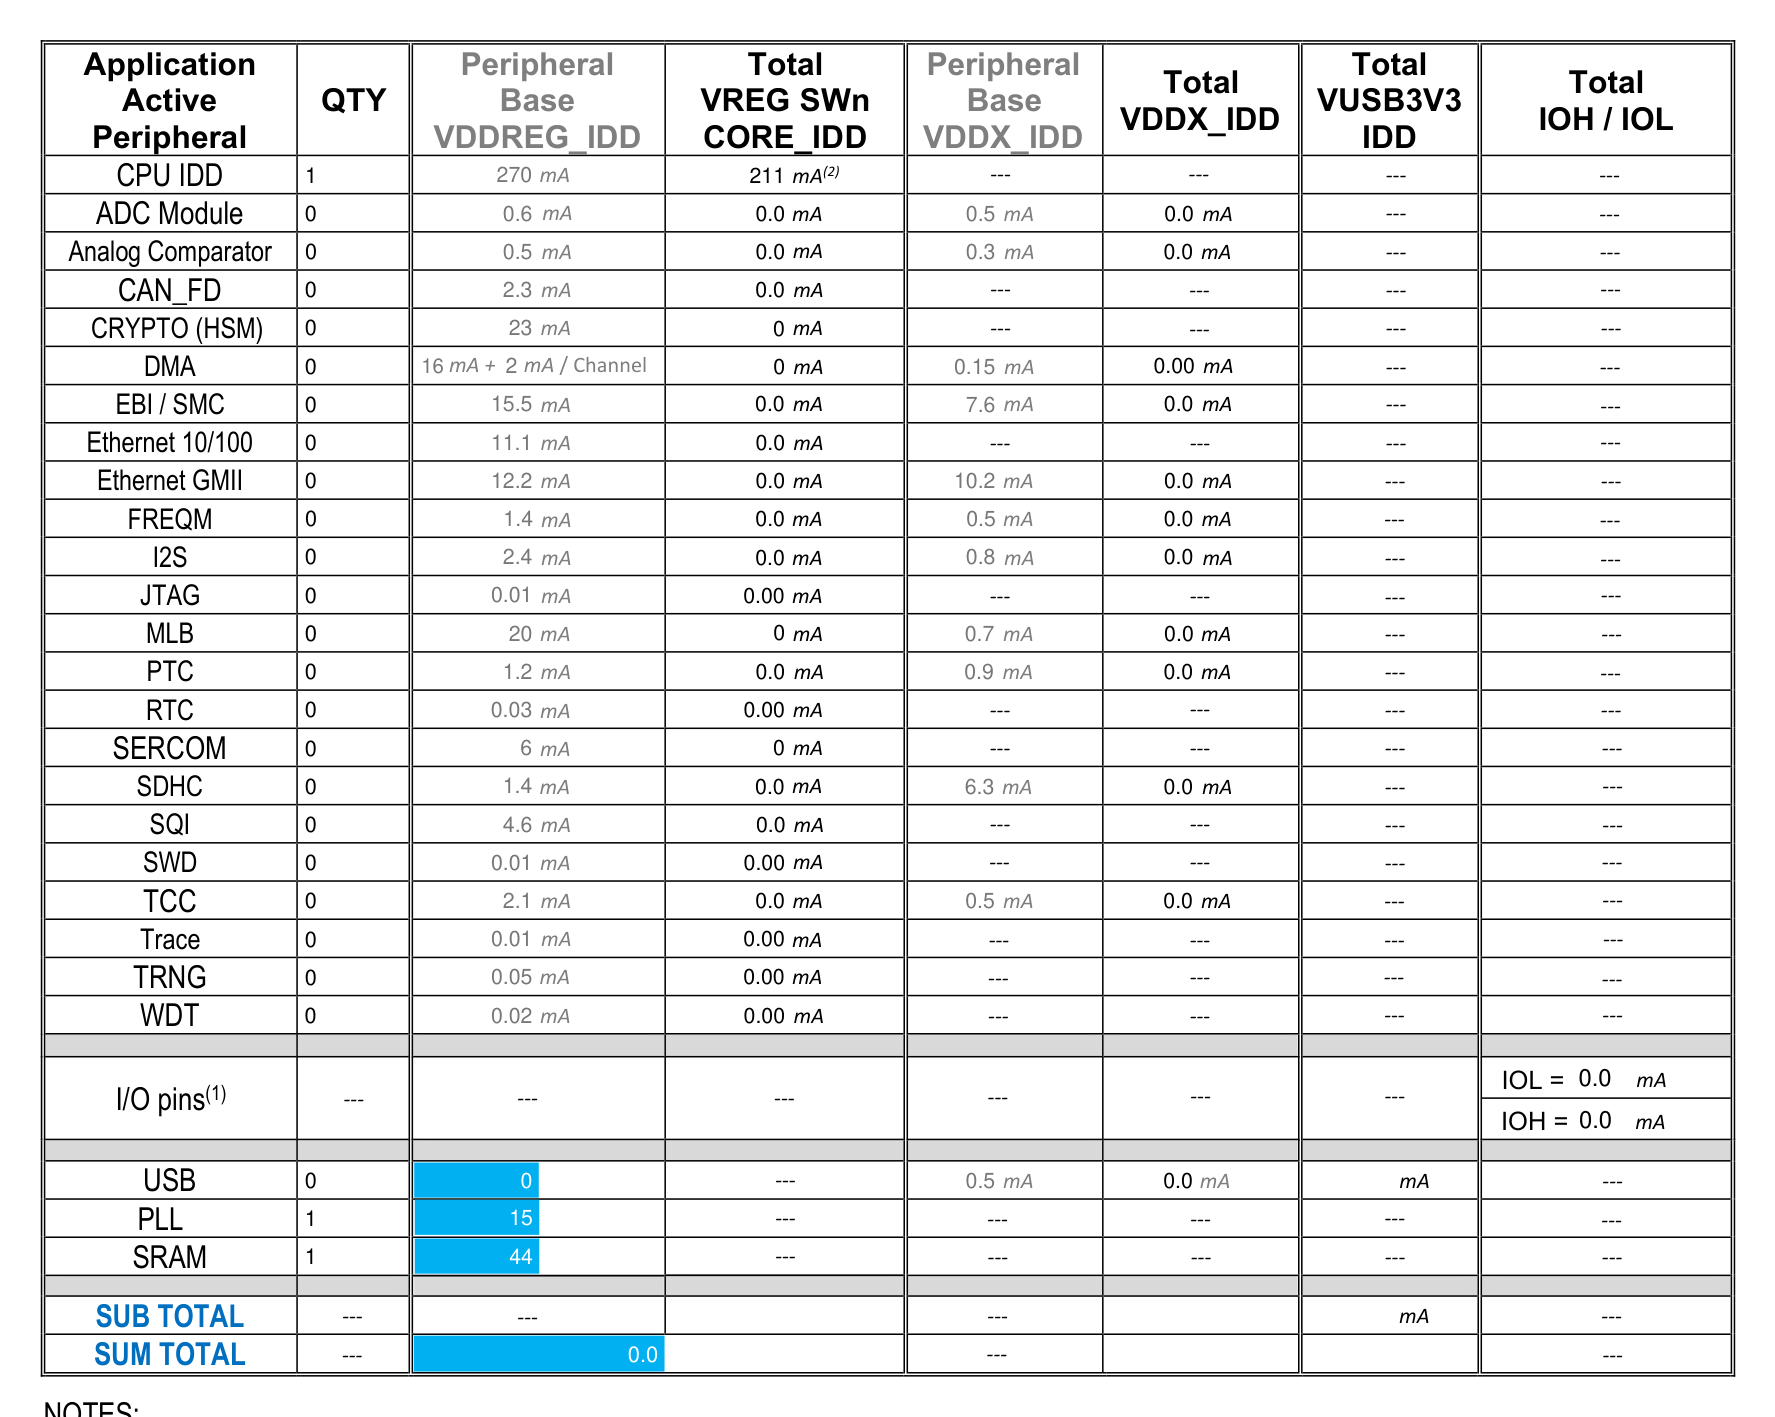 Application Active Peripheral | QTY | Peripheral Base VDDREG_IDD | Total VREG SWn CORE_IDD | Peripheral Base VDDX_IDD | Total VDDX_IDD | Total VUSB3V3 IDD | Total IOH / IOL
CPU IDD | 1 | 270 mA | 211 mA(2) | --- | --- | --- | ---
ADC Module | 0 | 0.6 mA | 0.0 mA | 0.5 mA | 0.0 mA | --- | ---
Analog Comparator | 0 | 0.5 mA | 0.0 mA | 0.3 mA | 0.0 mA | --- | ---
CAN_FD | 0 | 2.3 mA | 0.0 mA | --- | --- | --- | ---
CRYPTO (HSM) | 0 | 23 mA | 0 mA | --- | --- | --- | ---
DMA | 0 | 16 mA + 2 mA / Channel | 0 mA | 0.15 mA | 0.00 mA | --- | ---
EBI / SMC | 0 | 15.5 mA | 0.0 mA | 7.6 mA | 0.0 mA | --- | ---
Ethernet 10/100 | 0 | 11.1 mA | 0.0 mA | --- | --- | --- | ---
Ethernet GMII | 0 | 12.2 mA | 0.0 mA | 10.2 mA | 0.0 mA | --- | ---
FREQM | 0 | 1.4 mA | 0.0 mA | 0.5 mA | 0.0 mA | --- | ---
I2S | 0 | 2.4 mA | 0.0 mA | 0.8 mA | 0.0 mA | --- | ---
JTAG | 0 | 0.01 mA | 0.00 mA | --- | --- | --- | ---
MLB | 0 | 20 mA | 0 mA | 0.7 mA | 0.0 mA | --- | ---
PTC | 0 | 1.2 mA | 0.0 mA | 0.9 mA | 0.0 mA | --- | ---
RTC | 0 | 0.03 mA | 0.00 mA | --- | --- | --- | ---
SERCOM | 0 | 6 mA | 0 mA | --- | --- | --- | ---
SDHC | 0 | 1.4 mA | 0.0 mA | 6.3 mA | 0.0 mA | --- | ---
SQI | 0 | 4.6 mA | 0.0 mA | --- | --- | --- | ---
SWD | 0 | 0.01 mA | 0.00 mA | --- | --- | --- | ---
TCC | 0 | 2.1 mA | 0.0 mA | 0.5 mA | 0.0 mA | --- | ---
Trace | 0 | 0.01 mA | 0.00 mA | --- | --- | --- | ---
TRNG | 0 | 0.05 mA | 0.00 mA | --- | --- | --- | ---
WDT | 0 | 0.02 mA | 0.00 mA | --- | --- | --- | ---
I/O pins(1) | --- | --- | --- | --- | --- | --- | IOL = 0.0 mA
IOH = 0.0 mA
USB | 0 | 0 | --- | 0.5 mA | 0.0 mA | mA | ---
PLL | 1 | 15 | --- | --- | --- | --- | ---
SRAM | 1 | 44 | --- | --- | --- | --- | ---
SUB TOTAL | --- | --- | | --- | | mA | ---
SUM TOTAL | --- | 0.0 | | --- | | | ---
NOTES: